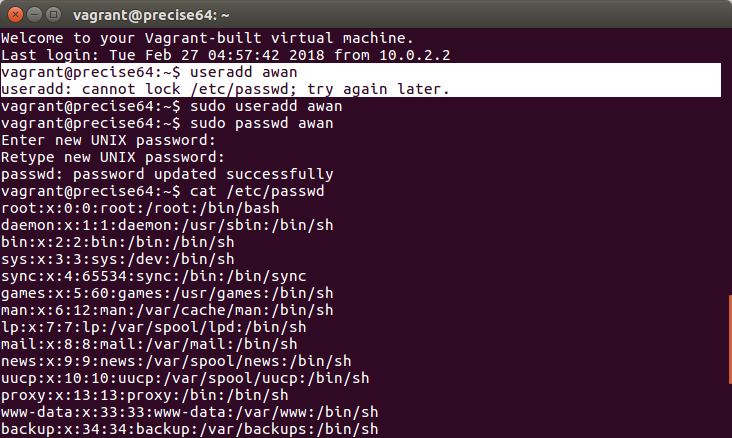 vagrant@precise64: ~
Welcome to your Vagrant-built virtual machine.
Last login: Tue Feb 27 04:57:42 2018 from 10.0.2.2
vagrant@precise64:~$ useradd awan
useradd: cannot lock /etc/passwd; try again later.
vagrant@precise64:~$ sudo useradd awan
vagrant@precise64:~$ sudo passwd awan
Enter new UNIX password:
Retype new UNIX password:
passwd: password updated successfully
vagrant@precise64:~$ cat /etc/passwd
root:x:0:0:root:/root:/bin/bash
daemon:x:1:1:daemon:/usr/sbin:/bin/sh
bin:x:2:2:bin:/bin:/bin/sh
sys:x:3:3:sys:/dev:/bin/sh
sync:x:4:65534:sync:/bin:/bin/sync
games:x:5:60:games:/usr/games:/bin/sh
man:x:6:12:man:/var/cache/man:/bin/sh
lp:x:7:7:lp:/var/spool/lpd:/bin/sh
mail:x:8:8:mail:/var/mail:/bin/sh
news:x:9:9:news:/var/spool/news:/bin/sh
uucp:x:10:10:uucp:/var/spool/uucp:/bin/sh
proxy:x:13:13:proxy:/bin:/bin/sh
www-data:x:33:33:www-data:/var/www:/bin/sh
backup:x:34:34:backup:/var/backups:/bin/sh